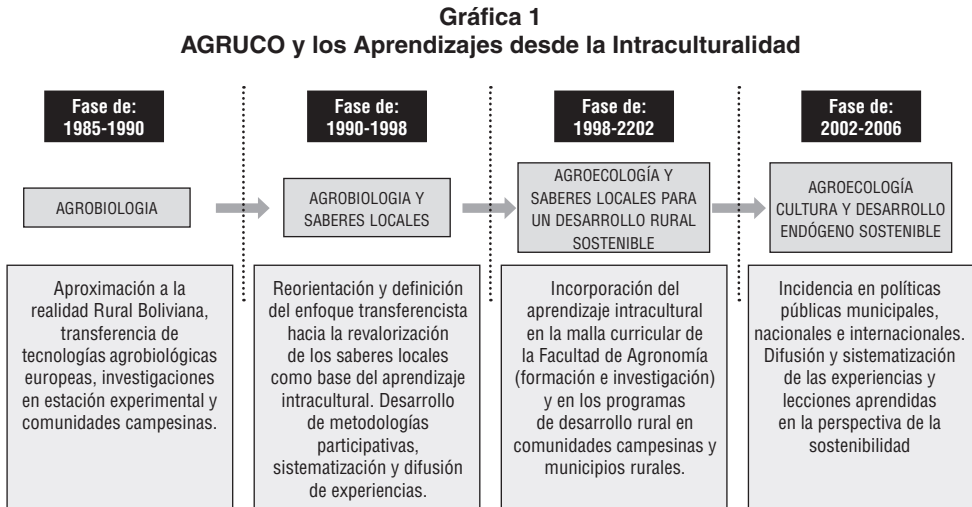 Gráfica 1
AGRUCO y los Aprendizajes desde la Intraculturalidad
Fase de:
1985-1990
AGROBIOLOGIA
Aproximación a la
realidad Rural Boliviana,
transferencia de
tecnologías agrobiológicas
europeas, investigaciones
en estación experimental y
comunidades campesinas.
Fase de:
1990-1998
AGROBIOLOGIA Y
SABERES LOCALES
Reorientación y definición
del enfoque transferencista
hacia la revalorización
de los saberes locales
como base del aprendizaje
intracultural. Desarrollo
de metodologías
participativas,
sistematización y difusión
de experiencias.
Fase de:
1998-2202
AGROECOLOGÍA Y
SABERES LOCALES PARA
UN DESARROLLO RURAL
SOSTENIBLE
Incorporación del
aprendizaje intracultural
en la malla curricular de
la Facultad de Agronomía
(formación e investigación)
y en los programas
de desarrollo rural en
comunidades campesinas y
municipios rurales.
Fase de:
2002-2006
AGROECOLOGÍA
CULTURA Y DESARROLLO
ENDÓGENO SOSTENIBLE
Incidencia en políticas
públicas municipales,
nacionales e internacionales.
Difusión y sistematización
de las experiencias y
lecciones aprendidas
en la perspectiva de la
sostenibilidad